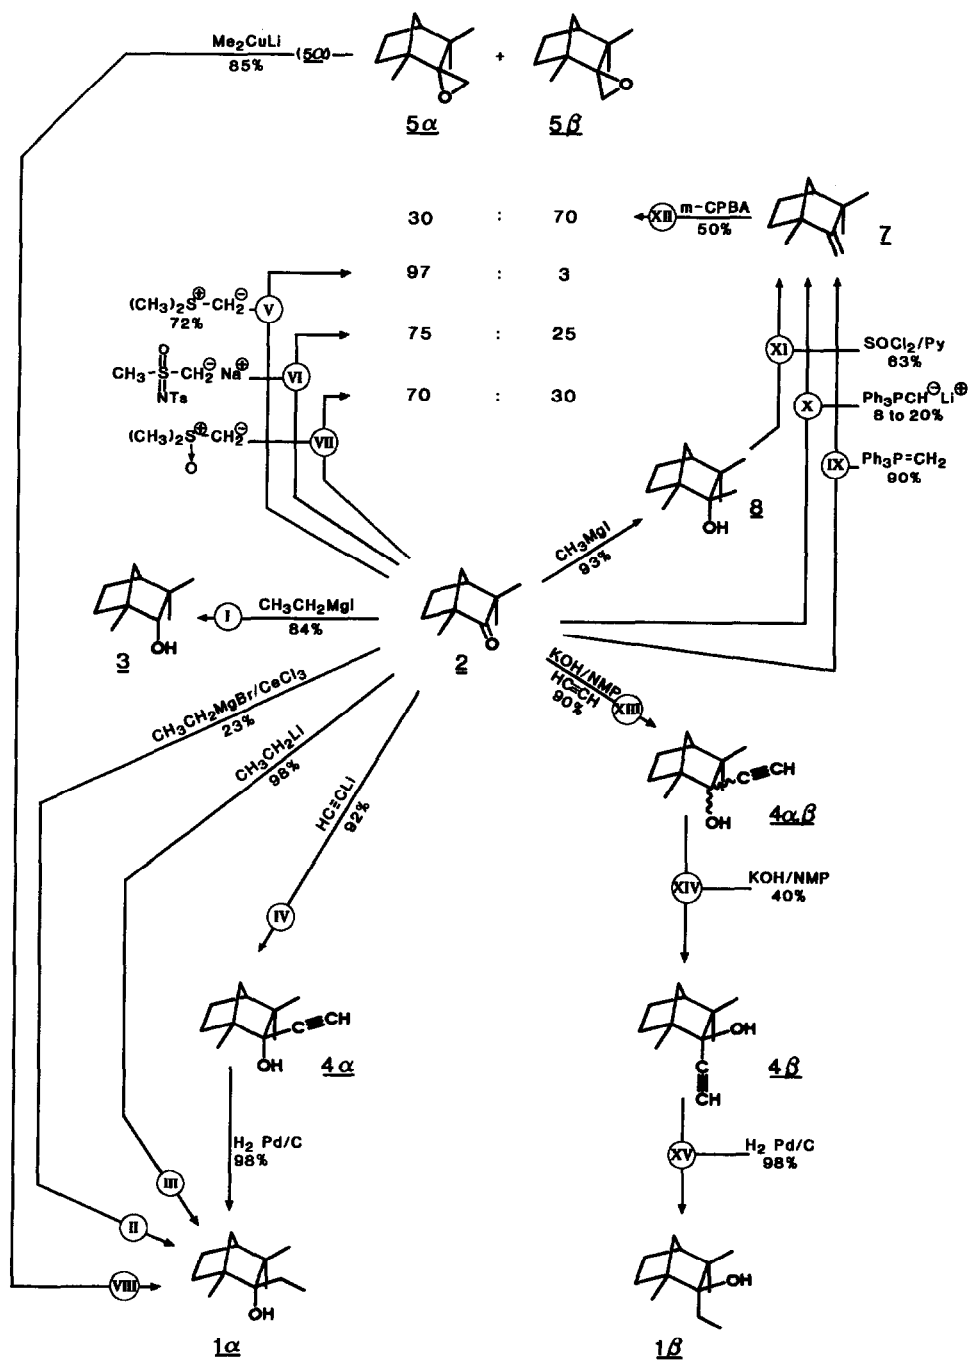 Me2CuLi
85%
(5α)
O
+
O
5α
5β
30 : 70
XII
m-CPBA
50%
7
97 : 3
(CH3)2S⊕-CH2⊖
72%
V
75 : 25
O
CH3-S-CH2⊖ Na⊕
NTs
VI
70 : 30
(CH3)2S⊕-CH2⊖
O
VII
XI
SOCl2/Py
83%
X
Ph3PCH⊖Li⊕
8 to 20%
IX
Ph3P=CH2
90%
OH
8
CH3MgI
93%
I
CH3CH2MgI
84%
OH
3
O
2
CH3CH2MgBr/CeCl3
23%
CH3CH2Li
98%
HC≡CLi
92%
KOH/NMP
HC≡CH
90%
XIII
C≡CH
OH
4α,β
XIV
KOH/NMP
40%
IV
C≡CH
OH
4α
OH
C≡CH
4β
H2 Pd/C
98%
XV
H2 Pd/C
98%
III
II
VIII
OH
1α
OH
1β